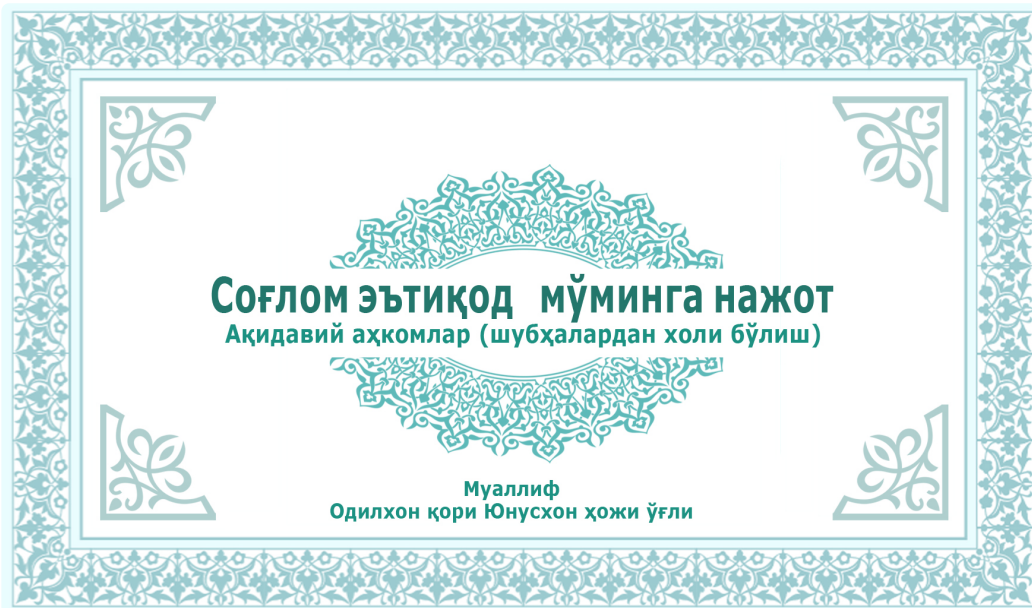 Соғлом эътиқод мўминга нажот
Ақидавий аҳкомлар (шубҳалардан холи бўлиш)
Муаллиф
Одилхон қори Юнусхон ҳожи ўғли